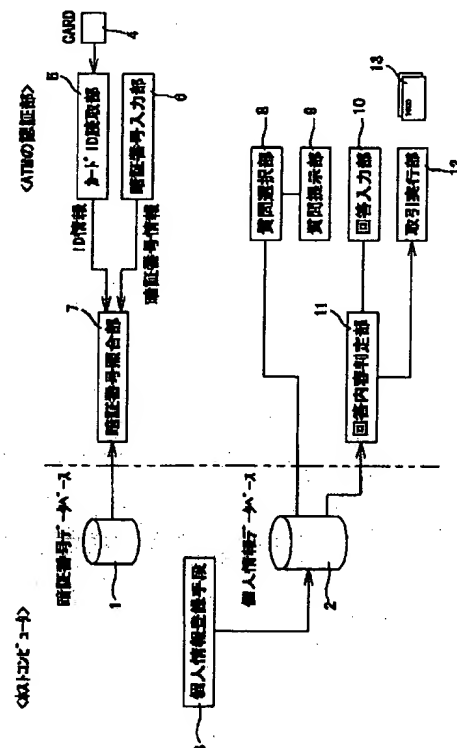 <ホストコンピュータ>
<ATMの認証部>
暗証番号データベース
1
個人情報データベース
2
個人情報登録手段
3
CARD
4
カードID読取部
5
暗証番号入力部
6
ID情報
暗証番号情報
暗証番号照合部
7
質問選択部
8
質問提示部
9
回答入力部
10
回答内容判定部
11
取引実行部
12
13